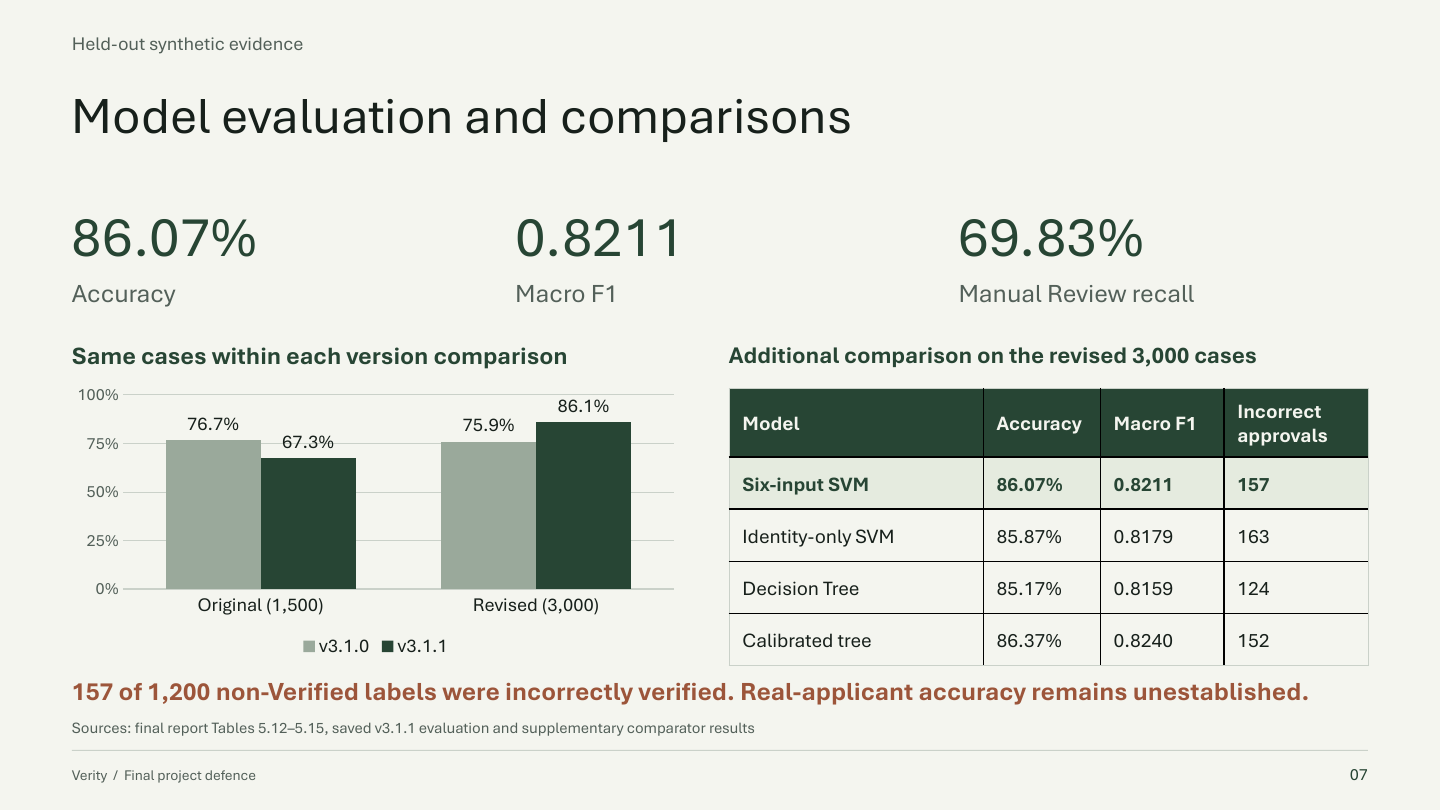 Held-out synthetic evidence
Model evaluation and comparisons
86.07%
Accuracy
0.8211
Macro F1
69.83%
Manual Review recall
Same cases within each version comparison
100%
75%
50%
25%
0%
76.7%
67.3%
75.9%
86.1%
Original (1,500)
Revised (3,000)
v3.1.0 v3.1.1
Additional comparison on the revised 3,000 cases
Model Accuracy Macro F1 Incorrect
approvals
Six-input SVM 86.07% 0.8211 157
Identity-only SVM 85.87% 0.8179 163
Decision Tree 85.17% 0.8159 124
Calibrated tree 86.37% 0.8240 152
157 of 1,200 non-Verified labels were incorrectly verified. Real-applicant accuracy remains unestablished.
Sources: final report Tables 5.12–5.15, saved v3.1.1 evaluation and supplementary comparator results
Verity / Final project defence
07